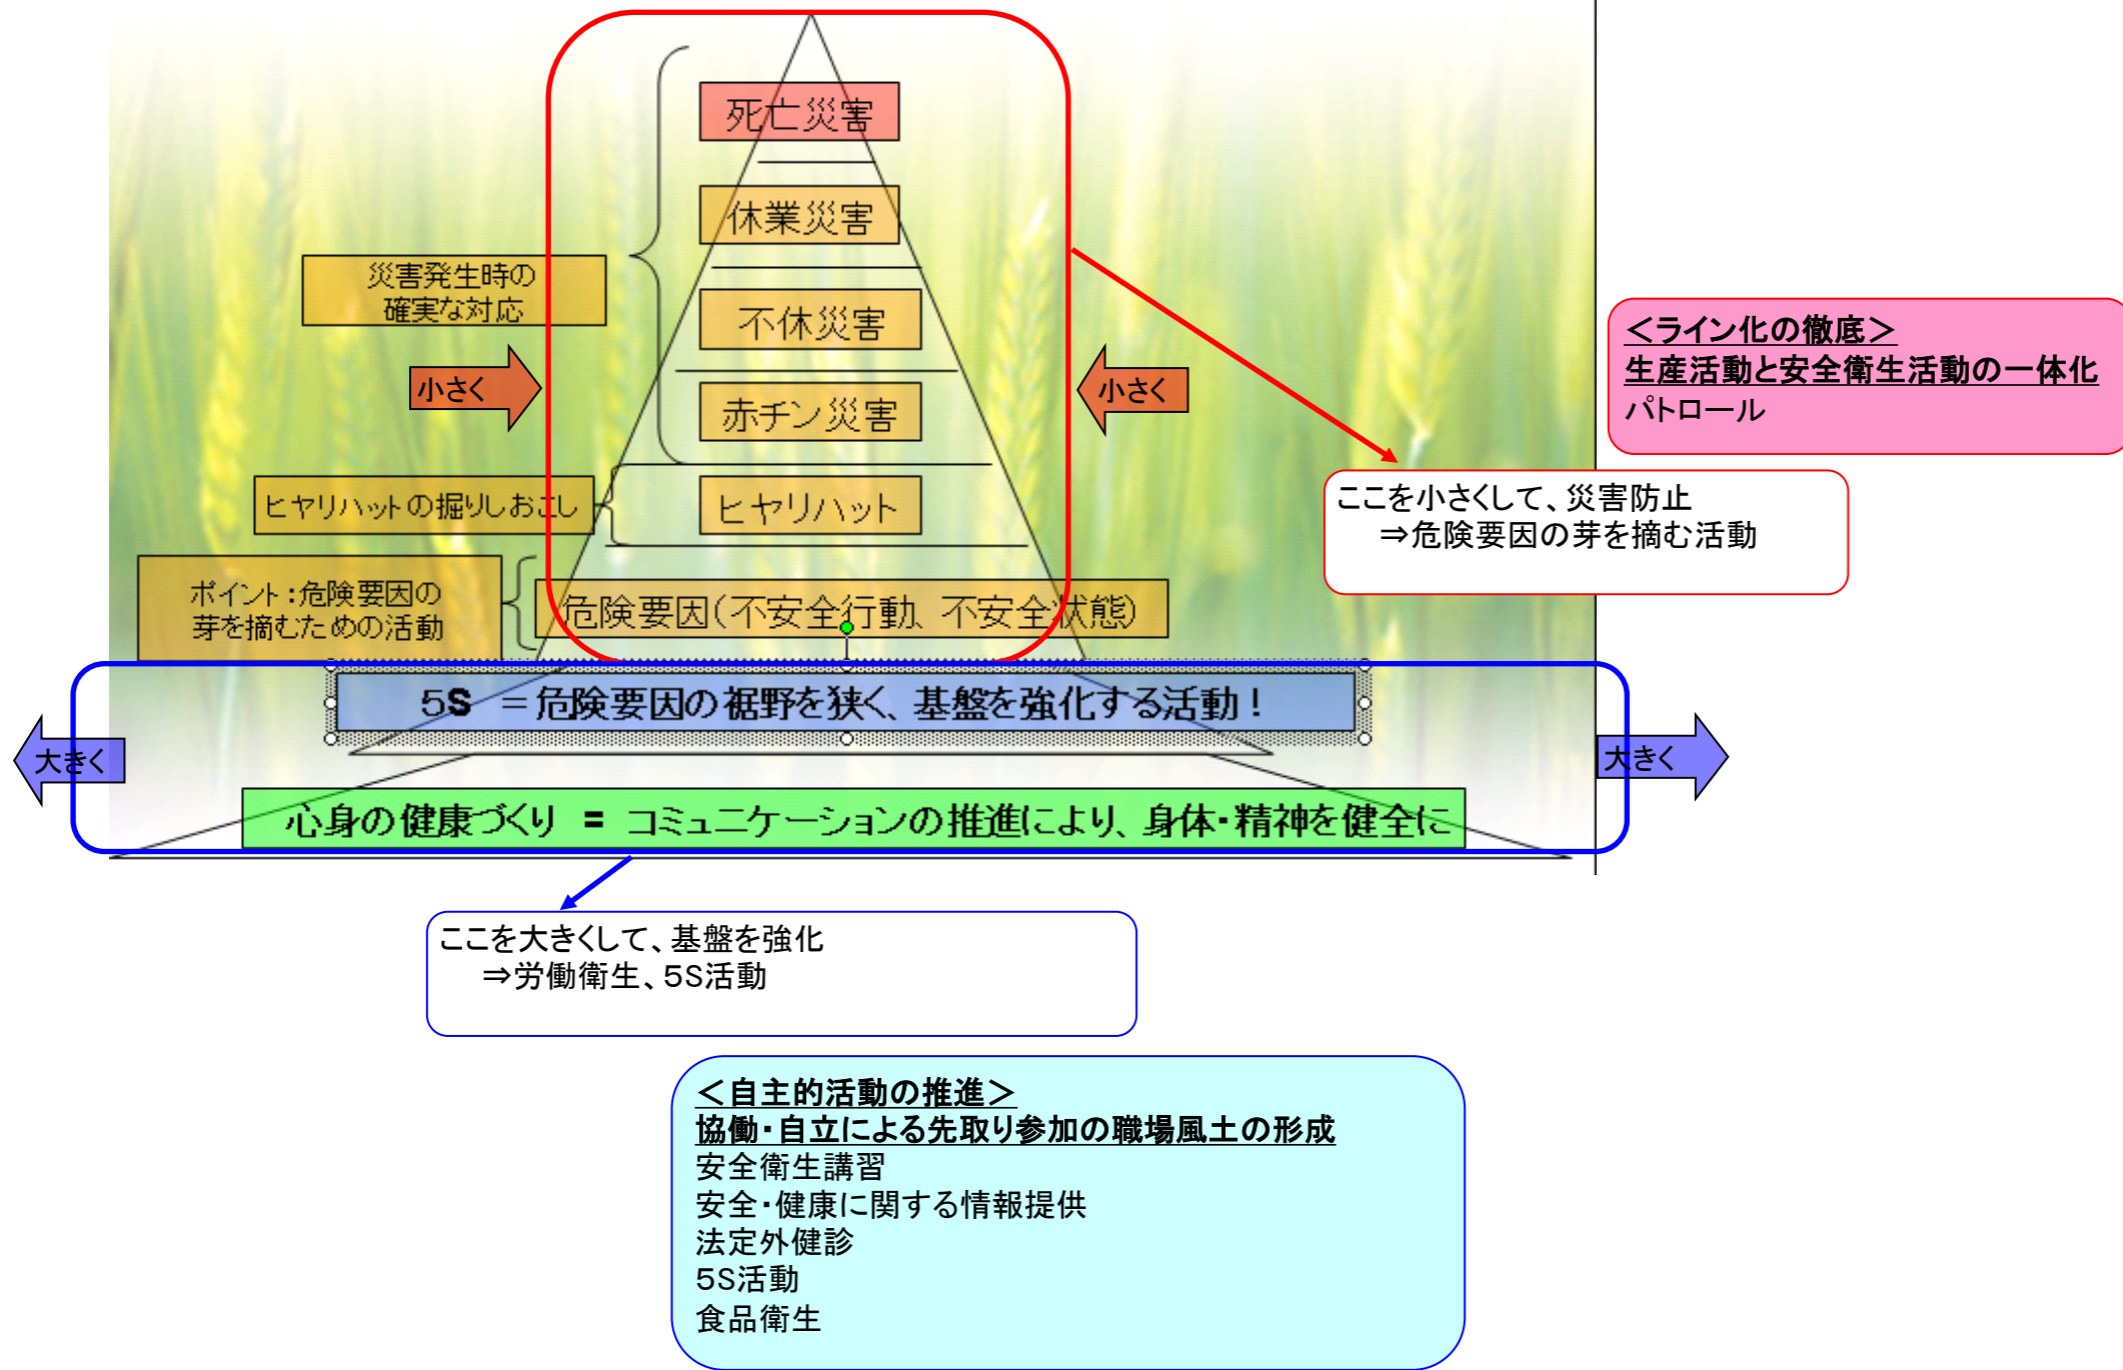 死亡災害
休業災害
災害発生時の
確実な対応
不休災害
＜ライン化の徹底＞
生産活動と安全衛生活動の一体化
パトロール
小さく
小さく
赤チン災害
ヒヤリハットの掘りしおこし
ヒヤリハット
ここを小さくして、災害防止
⇒危険要因の芽を摘む活動
ポイント：危険要因の
芽を摘むための活動
危険要因（不安全行動、不安全状態）
5S ＝危険要因の裾野を狭く、基盤を強化する活動！
大きく
大きく
心身の健康づくり ＝ コミュニケーションの推進により、身体・精神を健全に
ここを大きくして、基盤を強化
⇒労働衛生、５S活動
＜自主的活動の推進＞
協働・自立による先取り参加の職場風土の形成
安全衛生講習
安全・健康に関する情報提供
法定外健診
５S活動
食品衛生